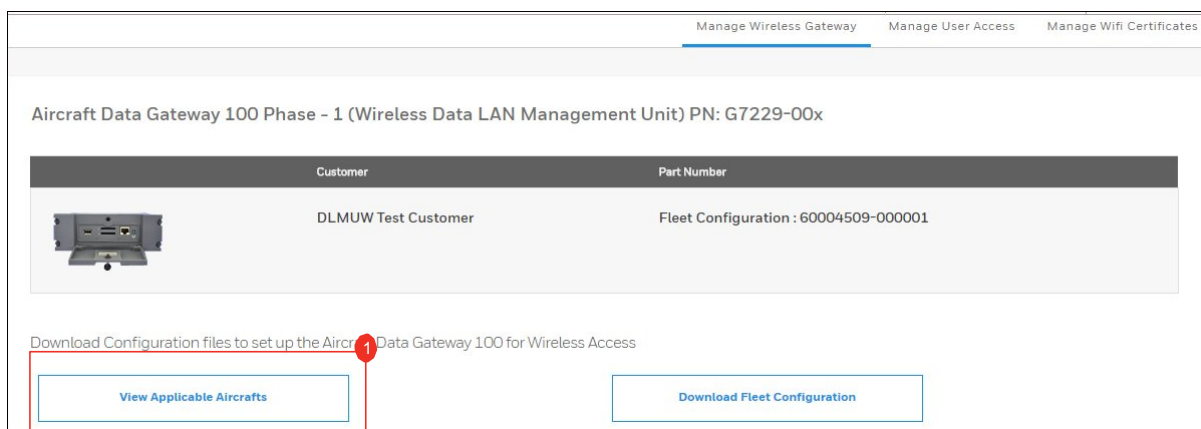 Manage Wireless Gateway Manage User Access Manage Wifi Certificates
Aircraft Data Gateway 100 Phase - 1 (Wireless Data LAN Management Unit) PN: G7229-00x
Customer Part Number
DLMUW Test Customer Fleet Configuration : 60004509-000001
Download Configuration files to set up the Aircraft Data Gateway 100 for Wireless Access
1
View Applicable Aircrafts Download Fleet Configuration